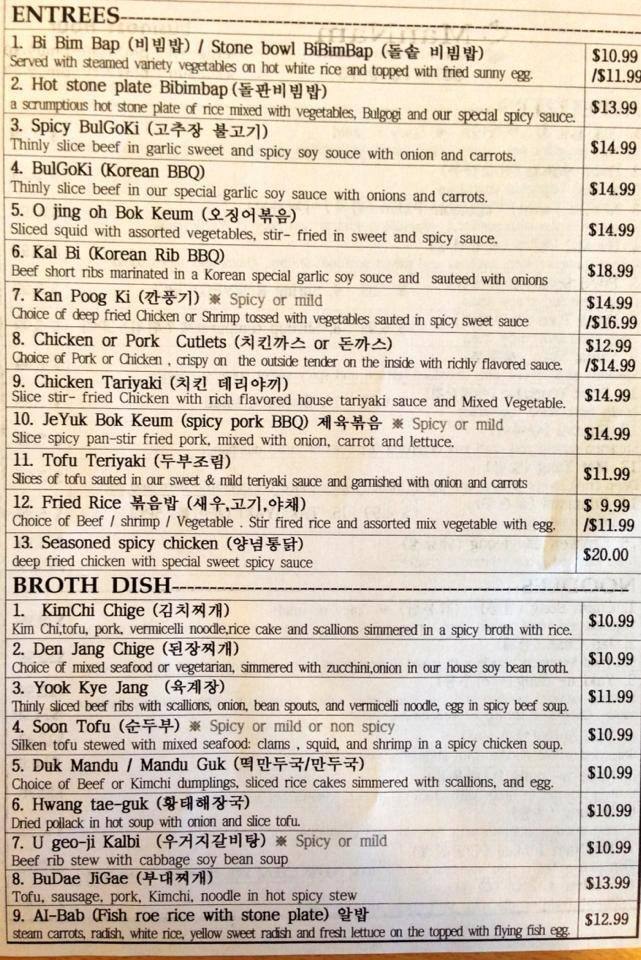 ENTREES
1. Bi Bim Bap (비빔밥) / Stone bowl BiBimBap (돌솥 비빔밥) $10.99
Served with steamed variety vegetables on hot white rice and topped with fried sunny egg. /$11.99
2. Hot stone plate Bibimbap(돌판비빔밥) $13.99
a scrumptious hot stone plate of rice mixed with vegetables, Bulgogi and our special spicy sauce.
3. Spicy BulGoKi (고추장 불고기) $14.99
Thinly slice beef in garlic sweet and spicy soy souce with onion and carrots.
4. BulGoKi (Korean BBQ) $14.99
Thinly slice beef in our special garlic soy sauce with onions and carrots.
5. O jing oh Bok Keum (오징어볶음) $14.99
Sliced squid with assorted vegetables, stir- fried in sweet and spicy sauce.
6. Kal Bi (Korean Rib BBQ) $18.99
Beef short ribs marinated in a Korean special garlic soy souce and sauteed with onions
7. Kan Poog Ki (깐풍기) ※ Spicy or mild $14.99
Choice of deep fried Chicken or Shrimp tossed with vegetables sauted in spicy sweet sauce /$16.99
8. Chicken or Pork Cutlets (치킨까스 or 돈까스) $12.99
Choice of Pork or Chicken , crispy on the outside tender on the inside with richly flavored sauce. /$14.99
9. Chicken Tariyaki (치킨 데리야끼) $14.99
Slice stir- fried Chicken with rich flavored house tariyaki sauce and Mixed Vegetable.
10. JeYuk Bok Keum (spicy pork BBQ) 제육볶음 ※ Spicy or mild $14.99
Slice spicy pan-stir fried pork, mixed with onion, carrot and lettuce.
11. Tofu Teriyaki (두부조림) $11.99
Slices of tofu sauted in our sweet & mild teriyaki sauce and garnished with onion and carrots
12. Fried Rice 볶음밥 (새우,고기,야채) $ 9.99
Choice of Beef / shrimp / Vegetable . Stir fired rice and assorted mix vegetable with egg. /$11.99
13. Seasoned spicy chicken (양념통닭) $20.00
deep fried chicken with special sweet spicy sauce
BROTH DISH
1. KimChi Chige (김치찌개) $10.99
Kim Chi,tofu, pork, vermicelli noodle,rice cake and scallions simmered in a spicy broth with rice.
2. Den Jang Chige (된장찌개) $10.99
Choice of mixed seafood or vegetarian, simmered with zucchini,onion in our house soy bean broth.
3. Yook Kye Jang (육계장) $11.99
Thinly sliced beef ribs with scallions, onion, bean spouts, and vermicelli noodle, egg in spicy beef soup.
4. Soon Tofu (순두부) ※ Spicy or mild or non spicy $10.99
Silken tofu stewed with mixed seafood: clams , squid, and shrimp in a spicy chicken soup.
5. Duk Mandu / Mandu Guk (떡만두국/만두국) $10.99
Choice of Beef or Kimchi dumplings, sliced rice cakes simmered with scallions, and egg.
6. Hwang tae-guk (황태해장국) $10.99
Dried pollack in hot soup with onion and slice tofu.
7. U geo-ji Kalbi (우거지갈비탕) ※ Spicy or mild $10.99
Beef rib stew with cabbage soy bean soup
8. BuDae JiGae (부대찌개) $13.99
Tofu, sausage, pork, Kimchi, noodle in hot spicy stew
9. Al-Bab (Fish roe rice with stone plate) 알밥 $12.99
steam carrots, radish, white rice, yellow sweet radish and fresh lettuce on the topped with flying fish egg.